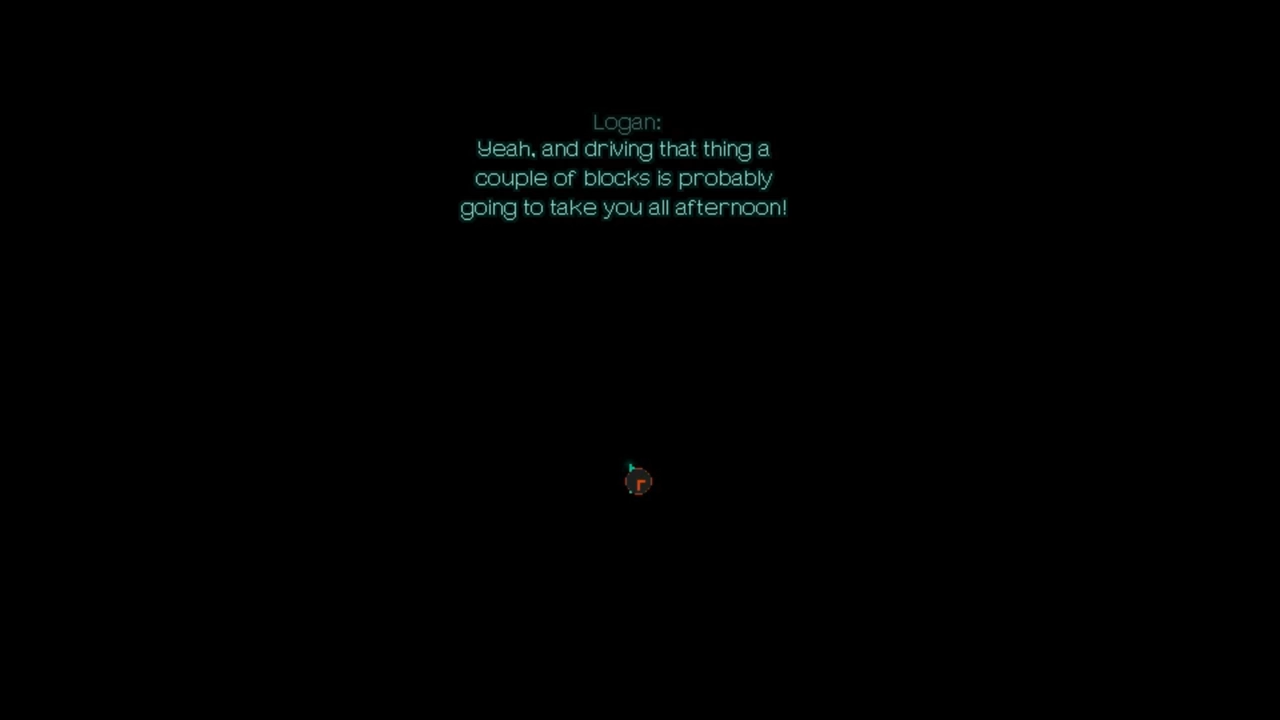 Logan:
Yeah, and driving that thing a
couple of blocks is probably
going to take you all afternoon!